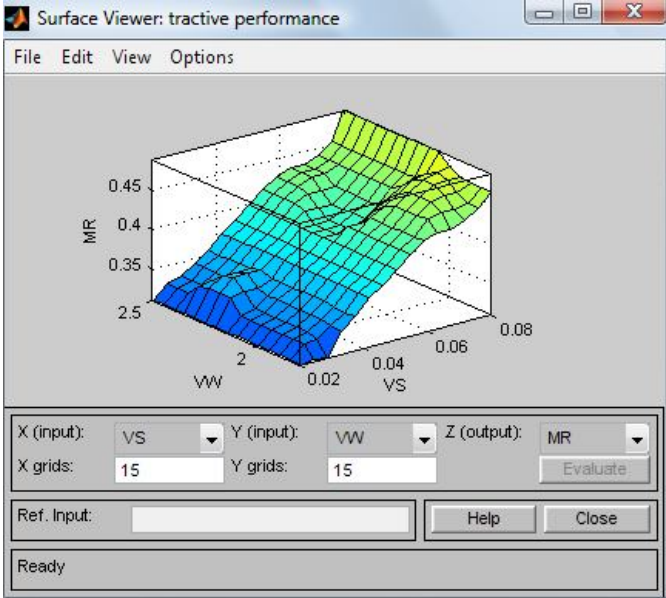 Surface Viewer: tractive performance
File Edit View Options
0.45
0.4
0.35
MR
2.5
2
VW
0.02
0.04
0.06
0.08
VS
X (input): VS Y (input): VW Z (output): MR
X grids: 15 Y grids: 15 Evaluate
Ref. Input: Help Close
Ready